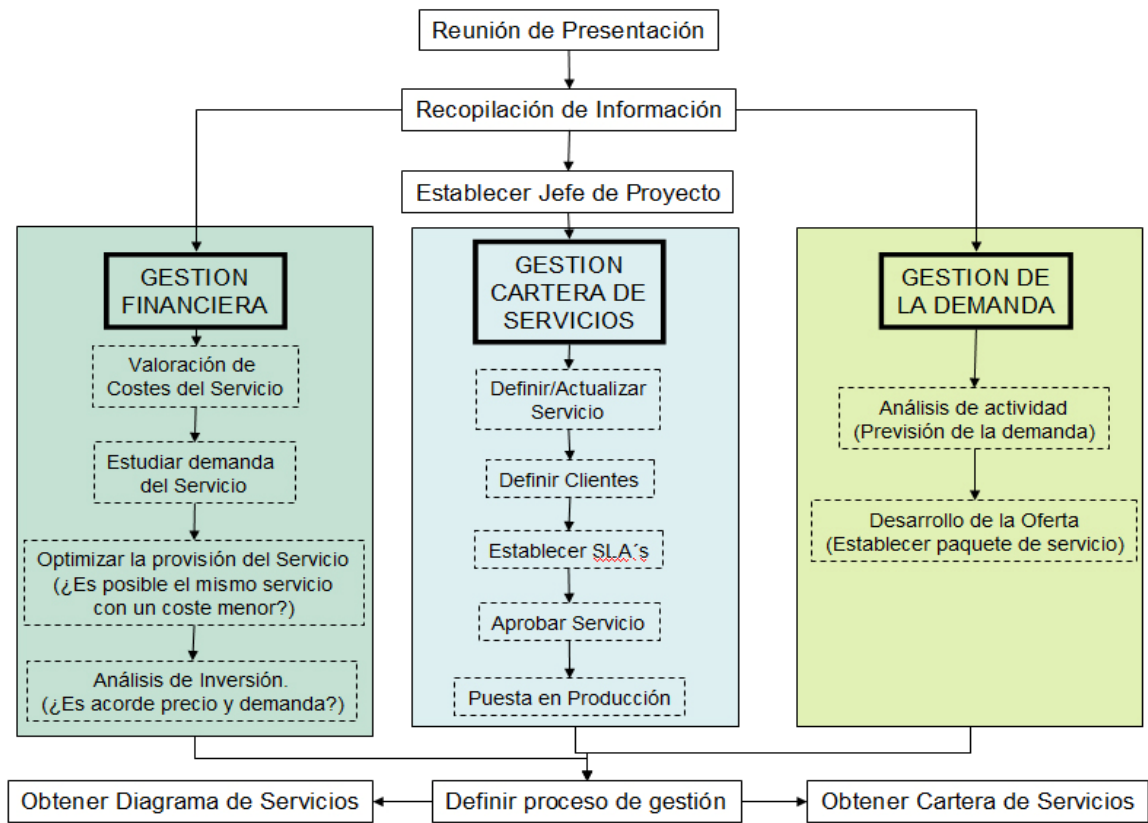 Reunión de Presentación
Recopilación de Información
Establecer Jefe de Proyecto
GESTION
FINANCIERA
Valoración de
Costes del Servicio
Estudiar demanda
del Servicio
Optimizar la provisión del Servicio
(¿Es posible el mismo servicio
con un coste menor?)
Análisis de Inversión.
(¿Es acorde precio y demanda?)
GESTION
CARTERA DE
SERVICIOS
Definir/Actualizar
Servicio
Definir Clientes
Establecer SLA´s
Aprobar Servicio
Puesta en Producción
GESTION DE
LA DEMANDA
Análisis de actividad
(Previsión de la demanda)
Desarrollo de la Oferta
(Establecer paquete de servicio)
Obtener Diagrama de Servicios
Definir proceso de gestión
Obtener Cartera de Servicios